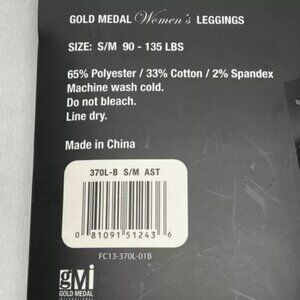 GOLD MEDAL Women's LEGGINGS
SIZE: S/M 90 - 135 LBS
65% Polyester / 33% Cotton / 2% Spandex
Machine wash cold.
Do not bleach.
Line dry.
Made in China
370L-B S/M AST
0 81091 51243 6
FC13-370L-01B
gmi
GOLD MEDAL
INTERNATIONAL